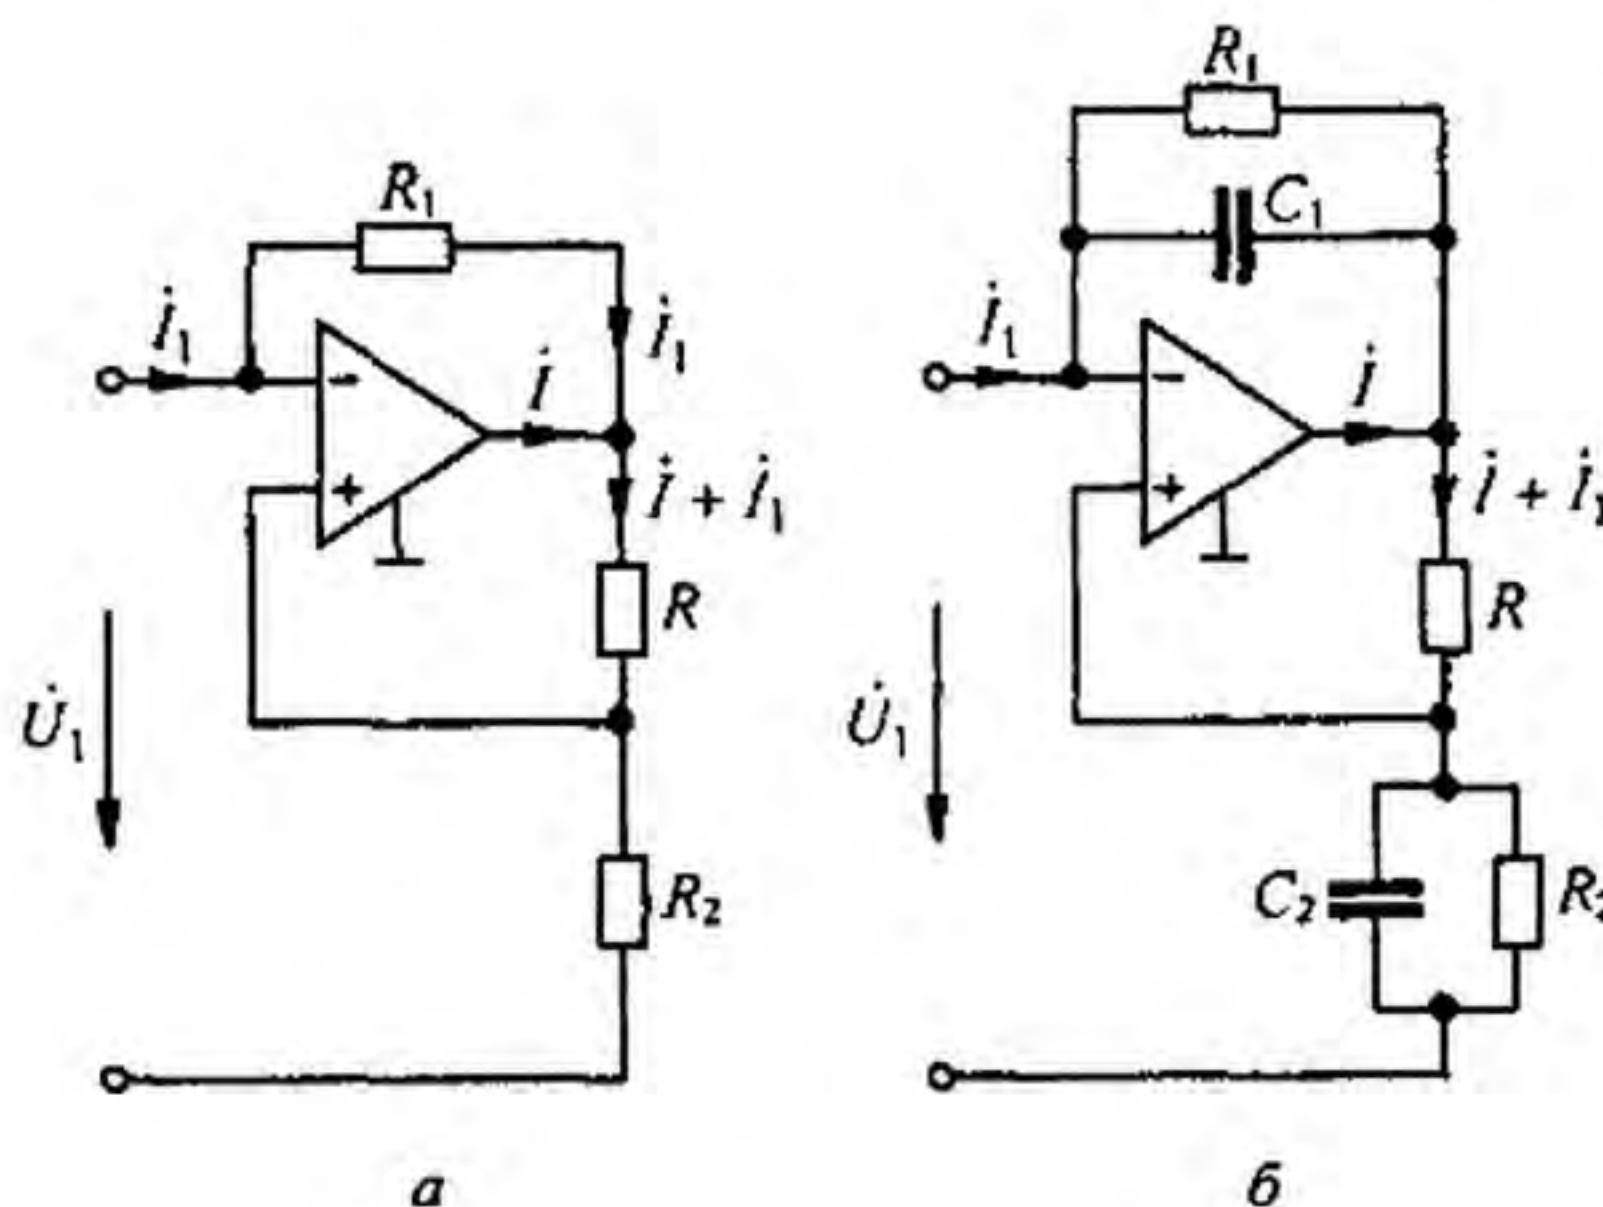 R₁
İ₁
İ₁
−
+
İ
İ + İ₁
R
U̇₁
R₂
а
R₁
C₁
İ₁
−
+
İ
İ + İ₁
R
U̇₁
C₂
R₂
б